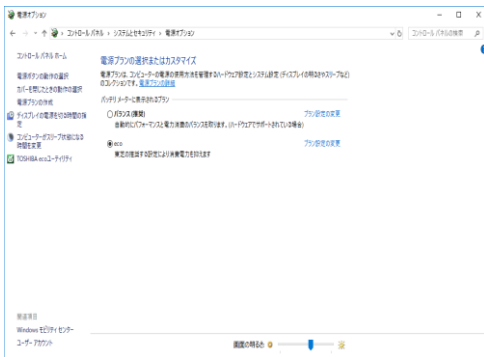 電源オプション
コントロール パネル › システムとセキュリティ › 電源オプション
コントロール パネルの検索
コントロール パネル ホーム
電源ボタンの動作の選択
カバーを閉じたときの動作の選択
電源プランの作成
ディスプレイの電源を切る時間の指定
コンピューターがスリープ状態になる時間を変更
TOSHIBA ecoユーティリティ
電源プランの選択またはカスタマイズ
電源プランは、コンピューターの電源の使用方法を管理するハードウェア設定とシステム設定 (ディスプレイの明るさやスリープなど)
のコレクションです。電源プランの詳細
バッテリ メーターに表示されるプラン
バランス (推奨)
プラン設定の変更
自動的にパフォーマンスと電力消費のバランスを取ります。(ハードウェアでサポートされている場合)
eco
プラン設定の変更
東芝の推奨する設定により消費電力を抑えます
関連項目
Windows モビリティ センター
ユーザー アカウント
画面の明るさ